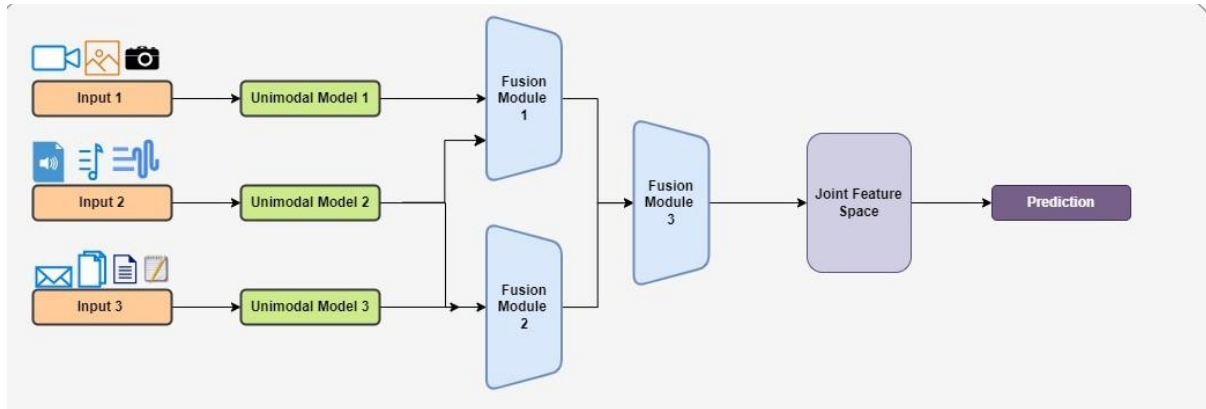 Input 1
Unimodal Model 1
Fusion
Module
1
Input 2
Unimodal Model 2
Input 3
Unimodal Model 3
Fusion
Module
2
Fusion
Module
3
Joint Feature
Space
Prediction